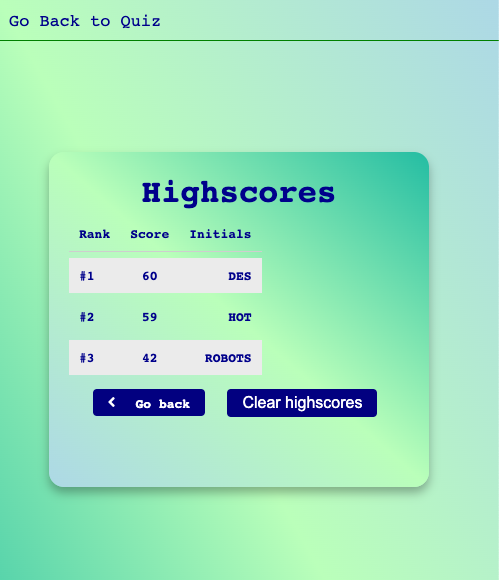 Go Back to Quiz
Highscores
Rank Score Initials
#1 60 DES
#2 59 HOT
#3 42 ROBOTS
Go back Clear highscores